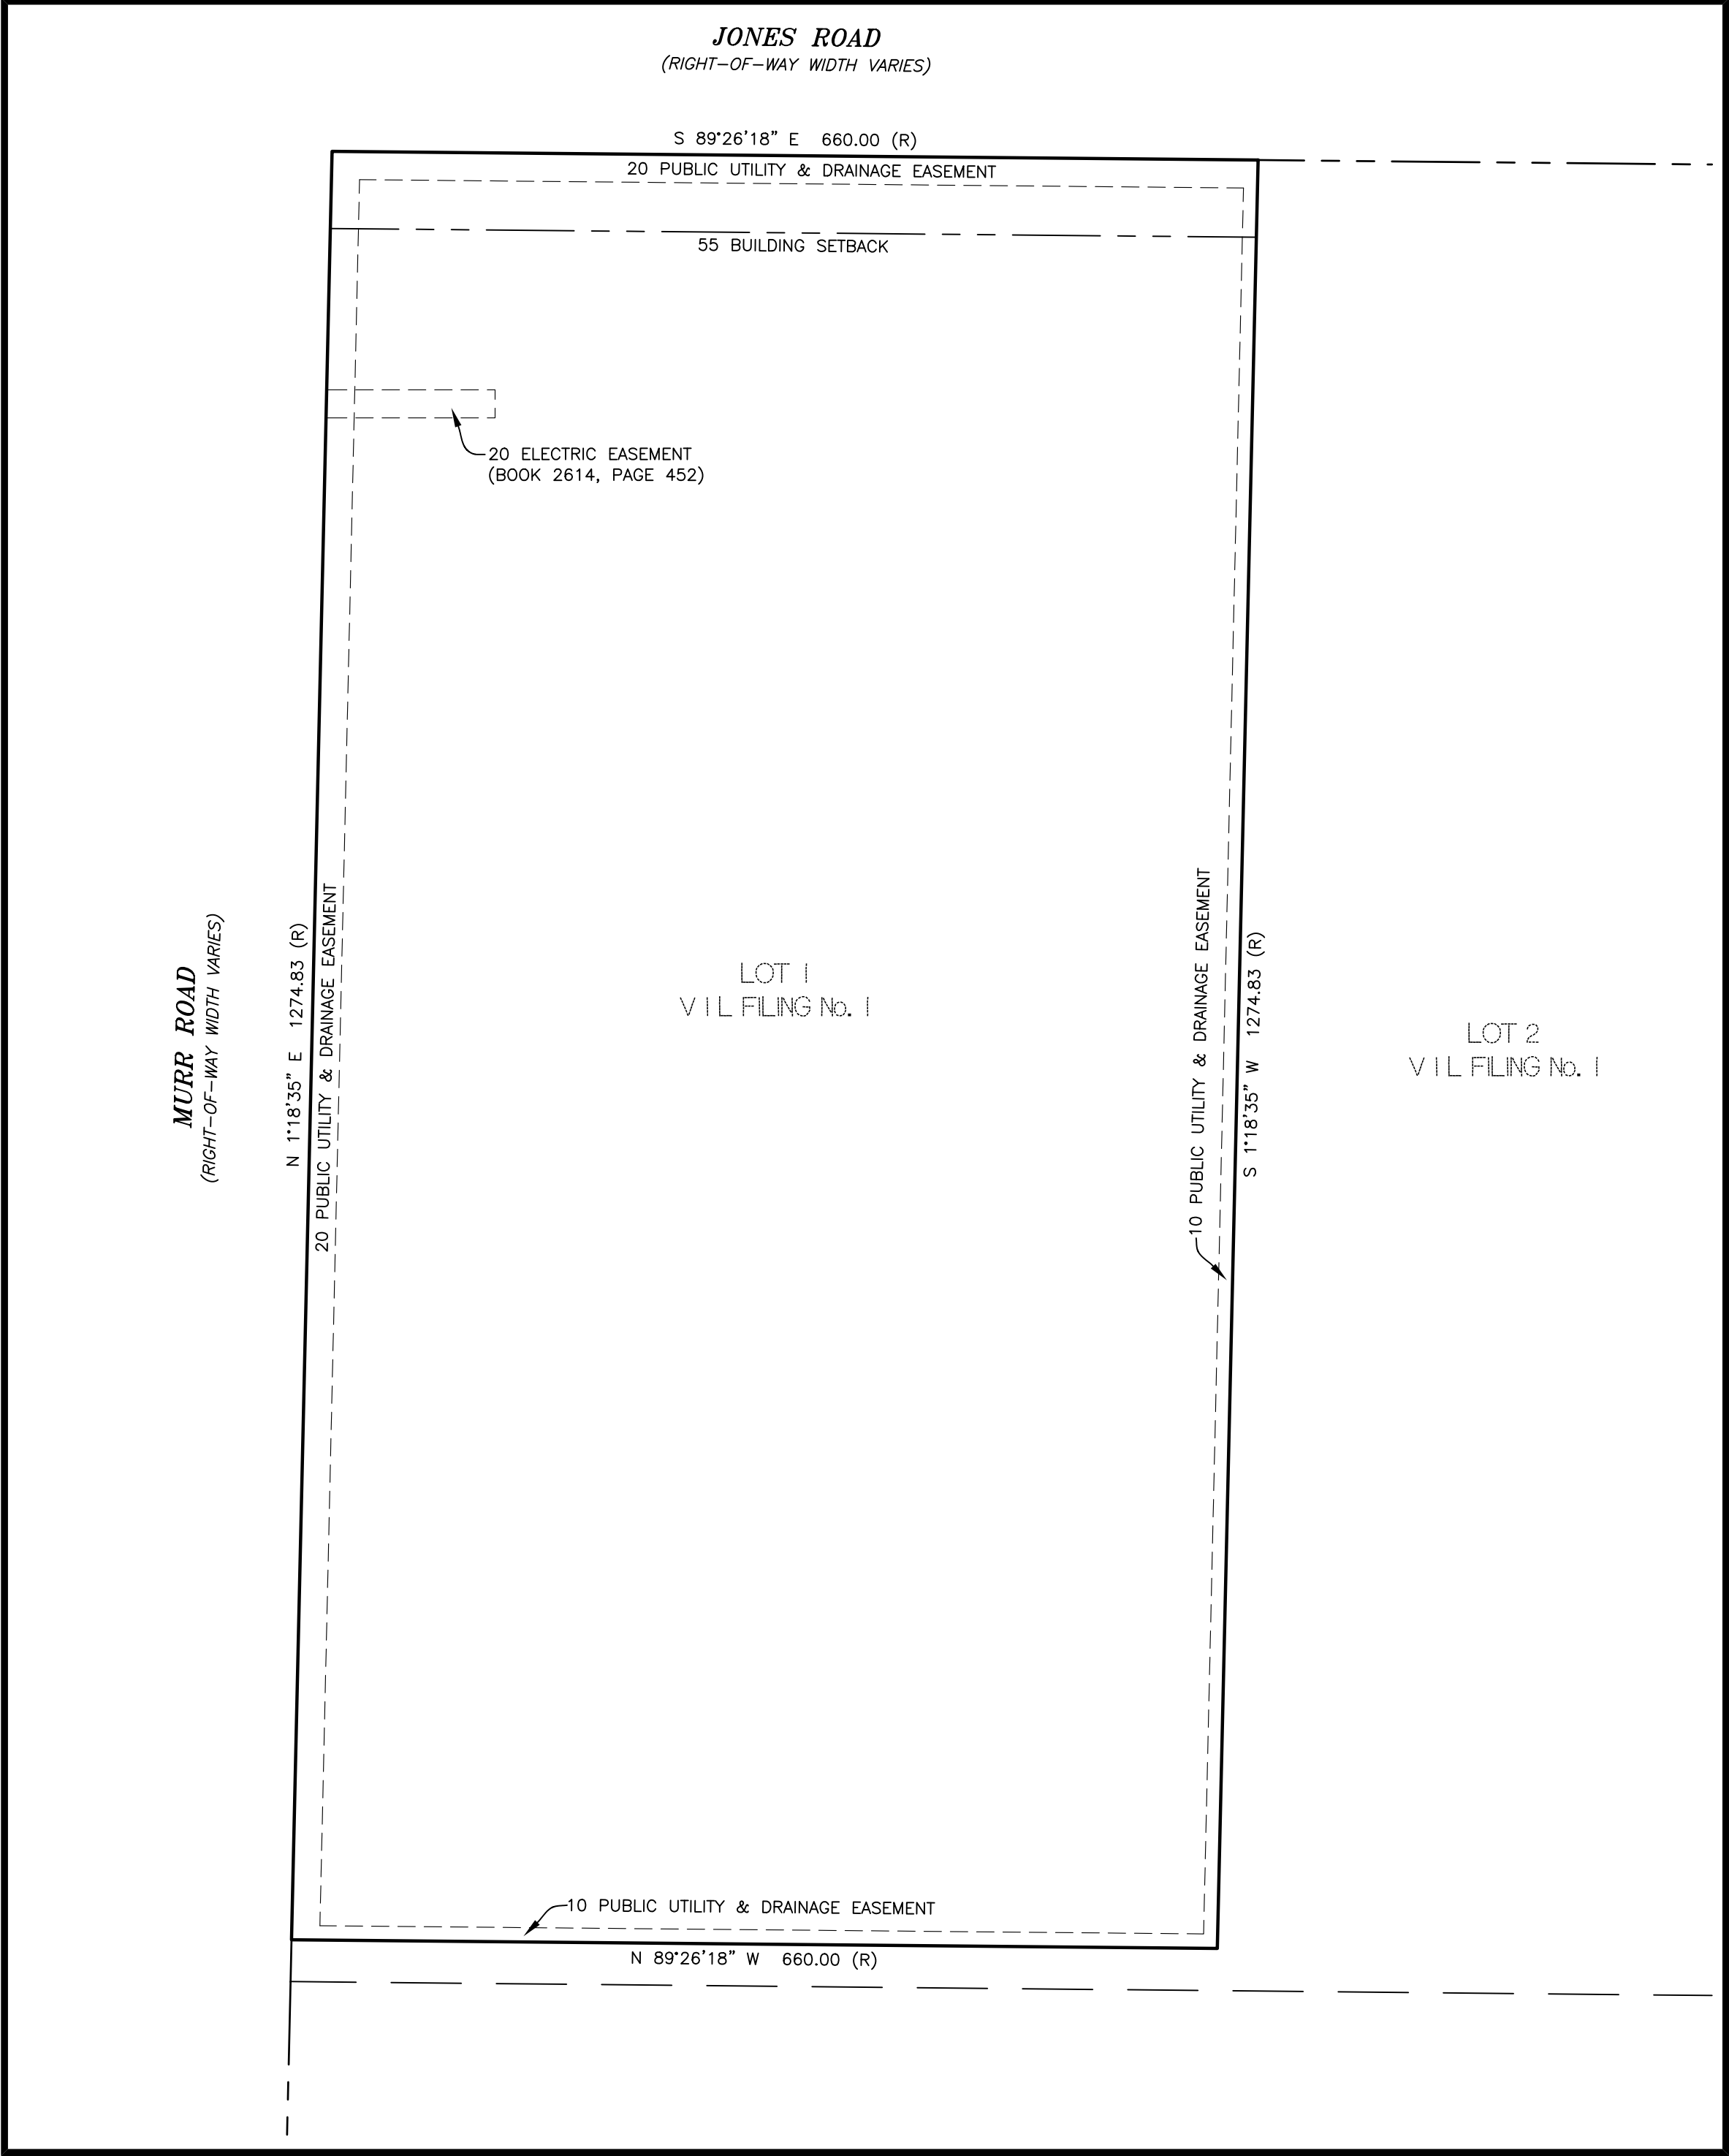 JONES ROAD
(RIGHT-OF-WAY WIDTH VARIES)
S 89°26'18" E 660.00 (R)
20 PUBLIC UTILITY & DRAINAGE EASEMENT
55 BUILDING SETBACK
20 ELECTRIC EASEMENT
(BOOK 2614, PAGE 452)
MURR ROAD
(RIGHT-OF-WAY WIDTH VARIES)
N 1°18'35" E 1274.83 (R)
20 PUBLIC UTILITY & DRAINAGE EASEMENT
LOT 1
V I L FILING No. 1
10 PUBLIC UTILITY & DRAINAGE EASEMENT
S 1°18'35" W 1274.83 (R)
LOT 2
V I L FILING No. 1
10 PUBLIC UTILITY & DRAINAGE EASEMENT
N 89°26'18" W 660.00 (R)